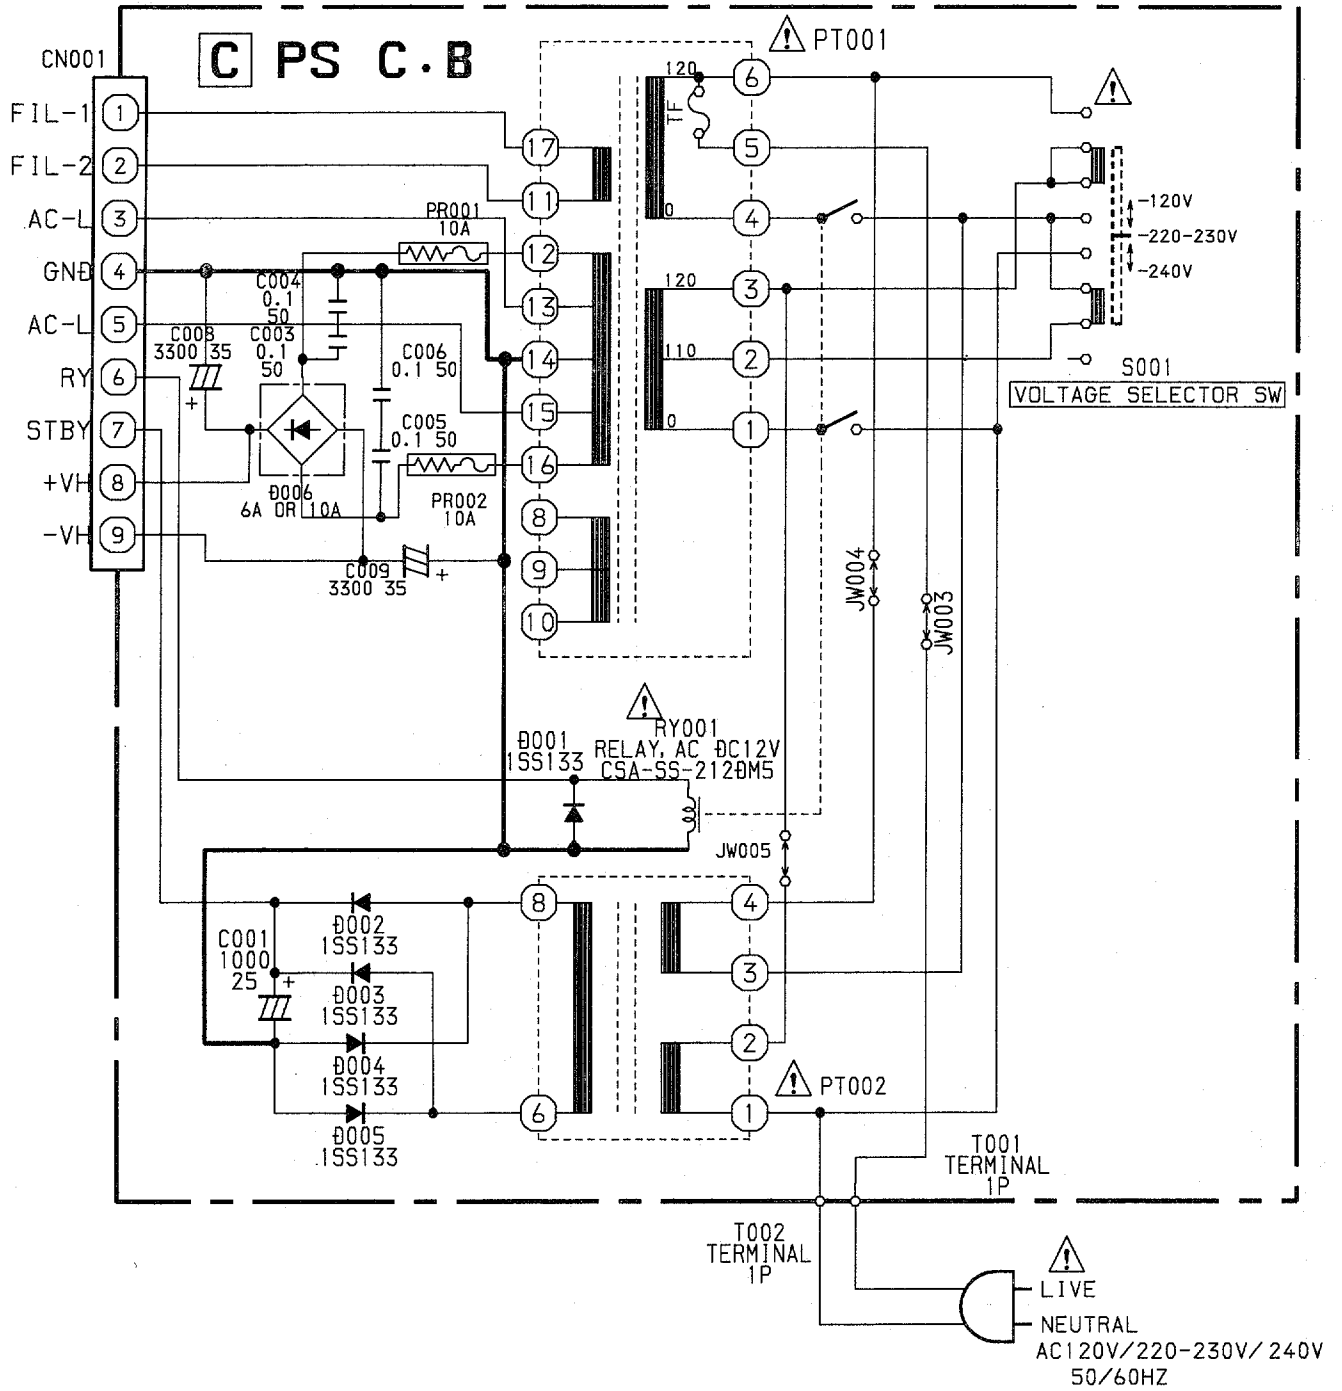 C PS C.B
CN001
FIL-1 1
FIL-2 2
AC-L 3
GND 4
AC-L 5
RY 6
STBY 7
+VH 8
-VH 9
PR001
10A
C004
0.1
50
C003
0.1
50
C008
3300 35
+
C006
0.1 50
C005
0.1 50
D006
6A OR 10A
PR002
10A
C009
3300 35
+
17
11
12
13
14
15
16
8
9
10
! PT001
120
TF
0
120
110
0
6
5
4
3
2
1
!
-120V
-220-230V
-240V
S001
VOLTAGE SELECTOR SW
JW004
JW003
!
RY001
RELAY, AC DC12V
CSA-SS-212DM5
D001
1SS133
JW005
C001
1000
25
+
D002
1SS133
D003
1SS133
D004
1SS133
D005
1SS133
8
6
4
3
2
1
! PT002
T001
TERMINAL
1P
T002
TERMINAL
1P
!
LIVE
NEUTRAL
AC120V/220-230V/240V
50/60HZ